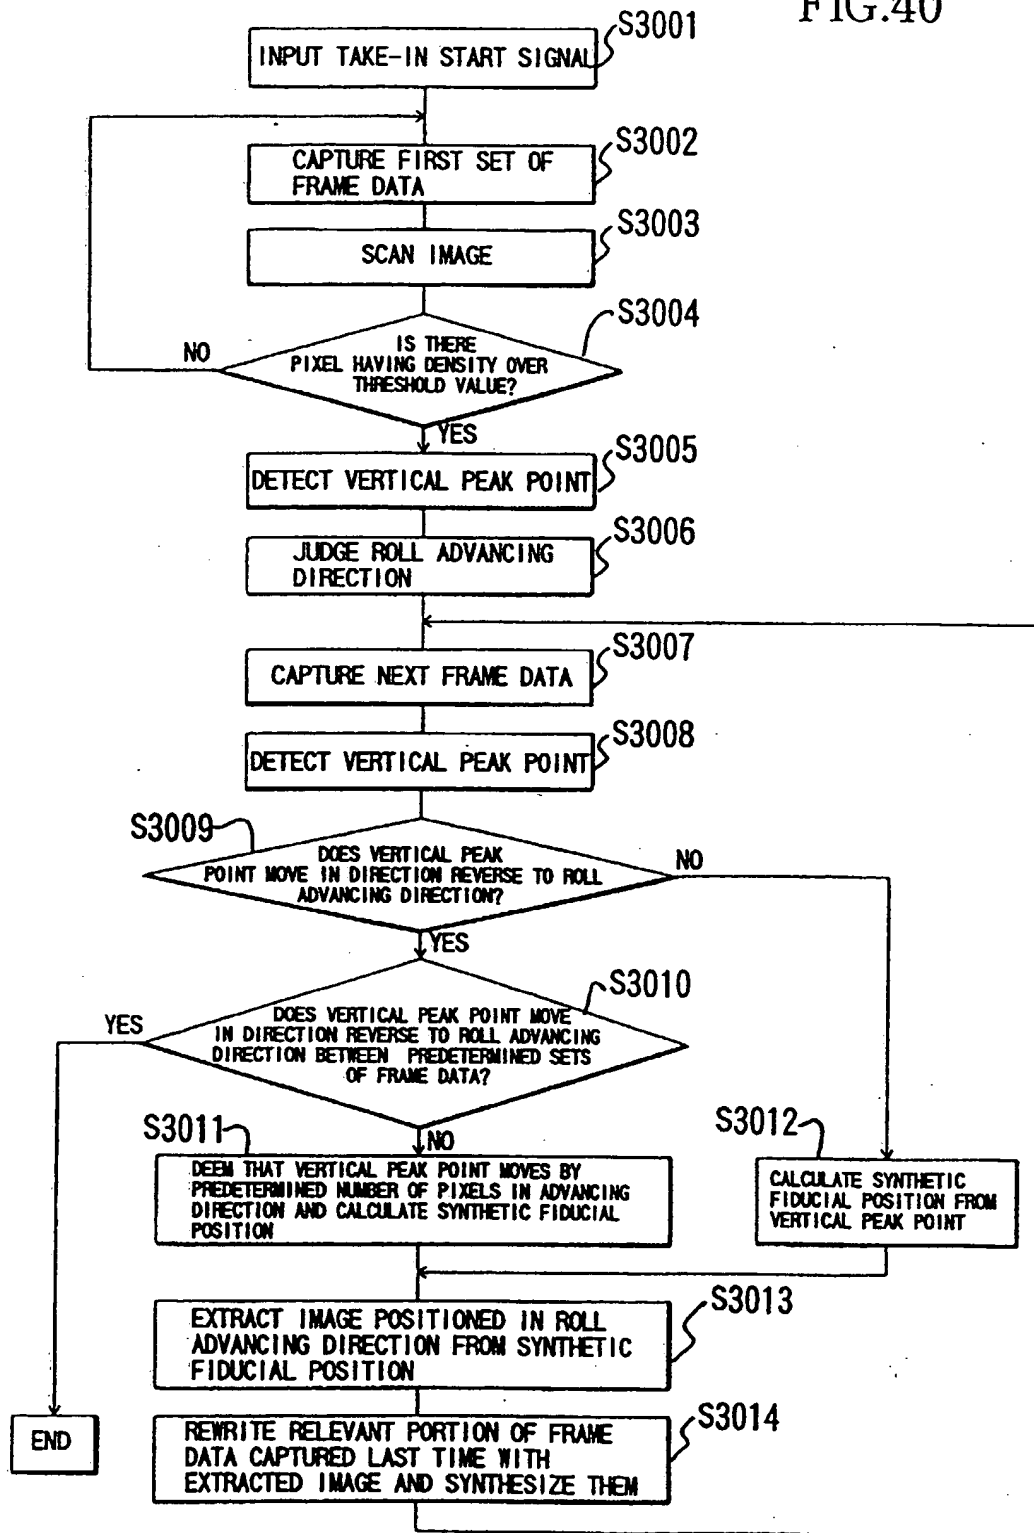 FIG.40
S3001
INPUT TAKE-IN START SIGNAL
S3002
CAPTURE FIRST SET OF
FRAME DATA
S3003
SCAN IMAGE
S3004
IS THERE
PIXEL HAVING DENSITY OVER
THRESHOLD VALUE?
NO
YES
S3005
DETECT VERTICAL PEAK POINT
S3006
JUDGE ROLL ADVANCING
DIRECTION
S3007
CAPTURE NEXT FRAME DATA
S3008
DETECT VERTICAL PEAK POINT
S3009
DOES VERTICAL PEAK
POINT MOVE IN DIRECTION REVERSE TO ROLL
ADVANCING DIRECTION?
NO
YES
S3010
DOES VERTICAL PEAK POINT MOVE
IN DIRECTION REVERSE TO ROLL ADVANCING
DIRECTION BETWEEN PREDETERMINED SETS
OF FRAME DATA?
YES
NO
S3011
DEEM THAT VERTICAL PEAK POINT MOVES BY
PREDETERMINED NUMBER OF PIXELS IN ADVANCING
DIRECTION AND CALCULATE SYNTHETIC FIDUCIAL
POSITION
S3012
CALCULATE SYNTHETIC
FIDUCIAL POSITION FROM
VERTICAL PEAK POINT
S3013
EXTRACT IMAGE POSITIONED IN ROLL
ADVANCING DIRECTION FROM SYNTHETIC
FIDUCIAL POSITION
END
S3014
REWRITE RELEVANT PORTION OF FRAME
DATA CAPTURED LAST TIME WITH
EXTRACTED IMAGE AND SYNTHESIZE THEM